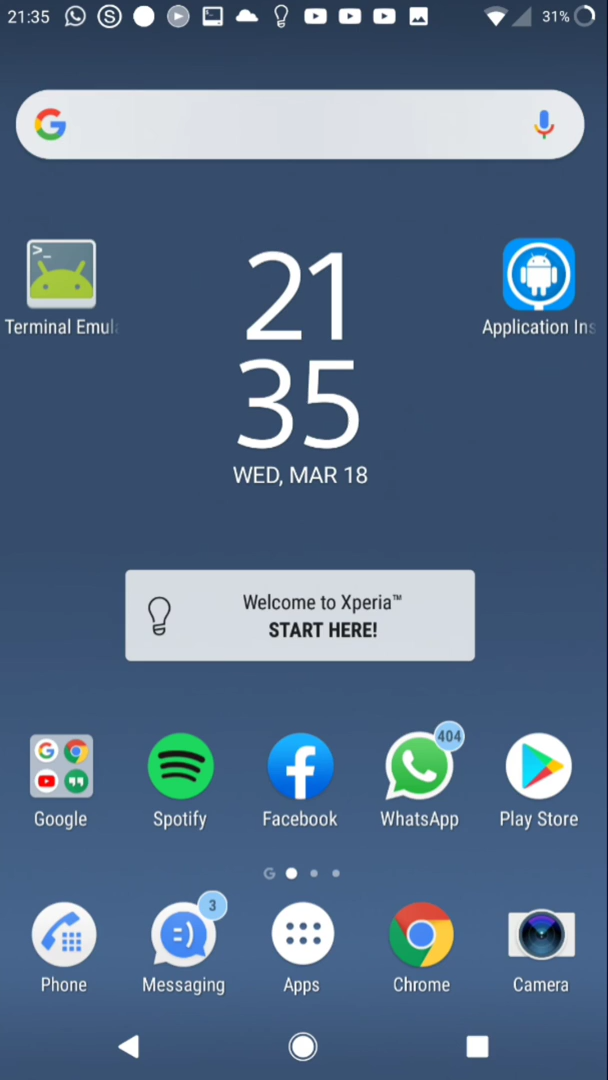 21:35
31%
Terminal Emula
21
35
WED, MAR 18
Application Ins
Welcome to Xperia™
START HERE!
404
Google
Spotify
Facebook
WhatsApp
Play Store
3
Phone
Messaging
Apps
Chrome
Camera